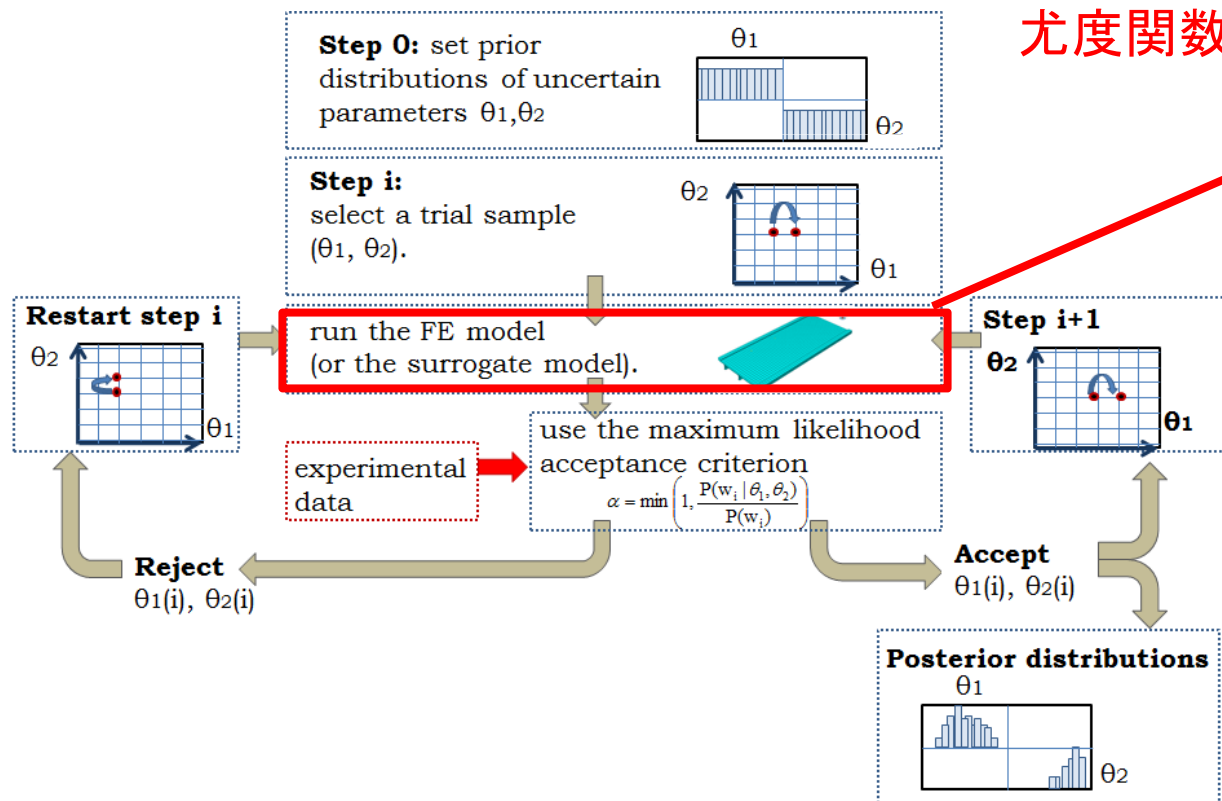 尤度関数
Step 0: set prior
distributions of uncertain
parameters θ1,θ2
θ1
θ2
Step i:
select a trial sample
(θ1, θ2).
θ2
θ1
Restart step i
θ2
θ1
run the FE model
(or the surrogate model).
Step i+1
θ2
θ1
experimental
data
use the maximum likelihood
acceptance criterion
α = min(1, P(wi | θ1, θ2) / P(wi))
Reject
θ1(i), θ2(i)
Accept
θ1(i), θ2(i)
Posterior distributions
θ1
θ2